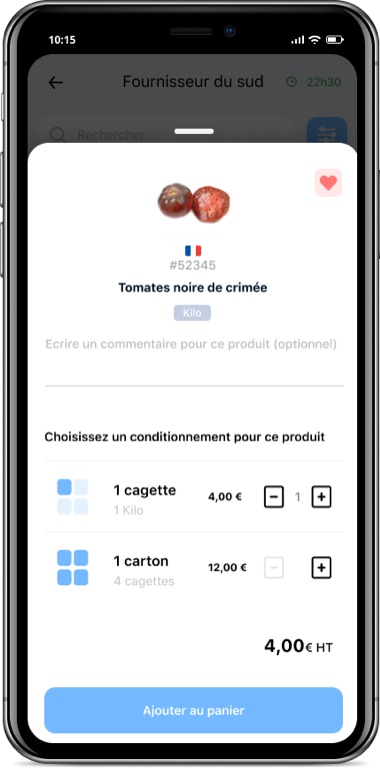 10:15
Fournisseur du sud
22h30
Rechercher
#52345
Tomates noire de crimée
Kilo
Ecrire un commentaire pour ce produit (optionnel)
Choisissez un conditionnement pour ce produit
1 cagette 4,00 € - 1 +
1 Kilo
1 carton 12,00 € - +
4 cagettes
4,00€ HT
Ajouter au panier